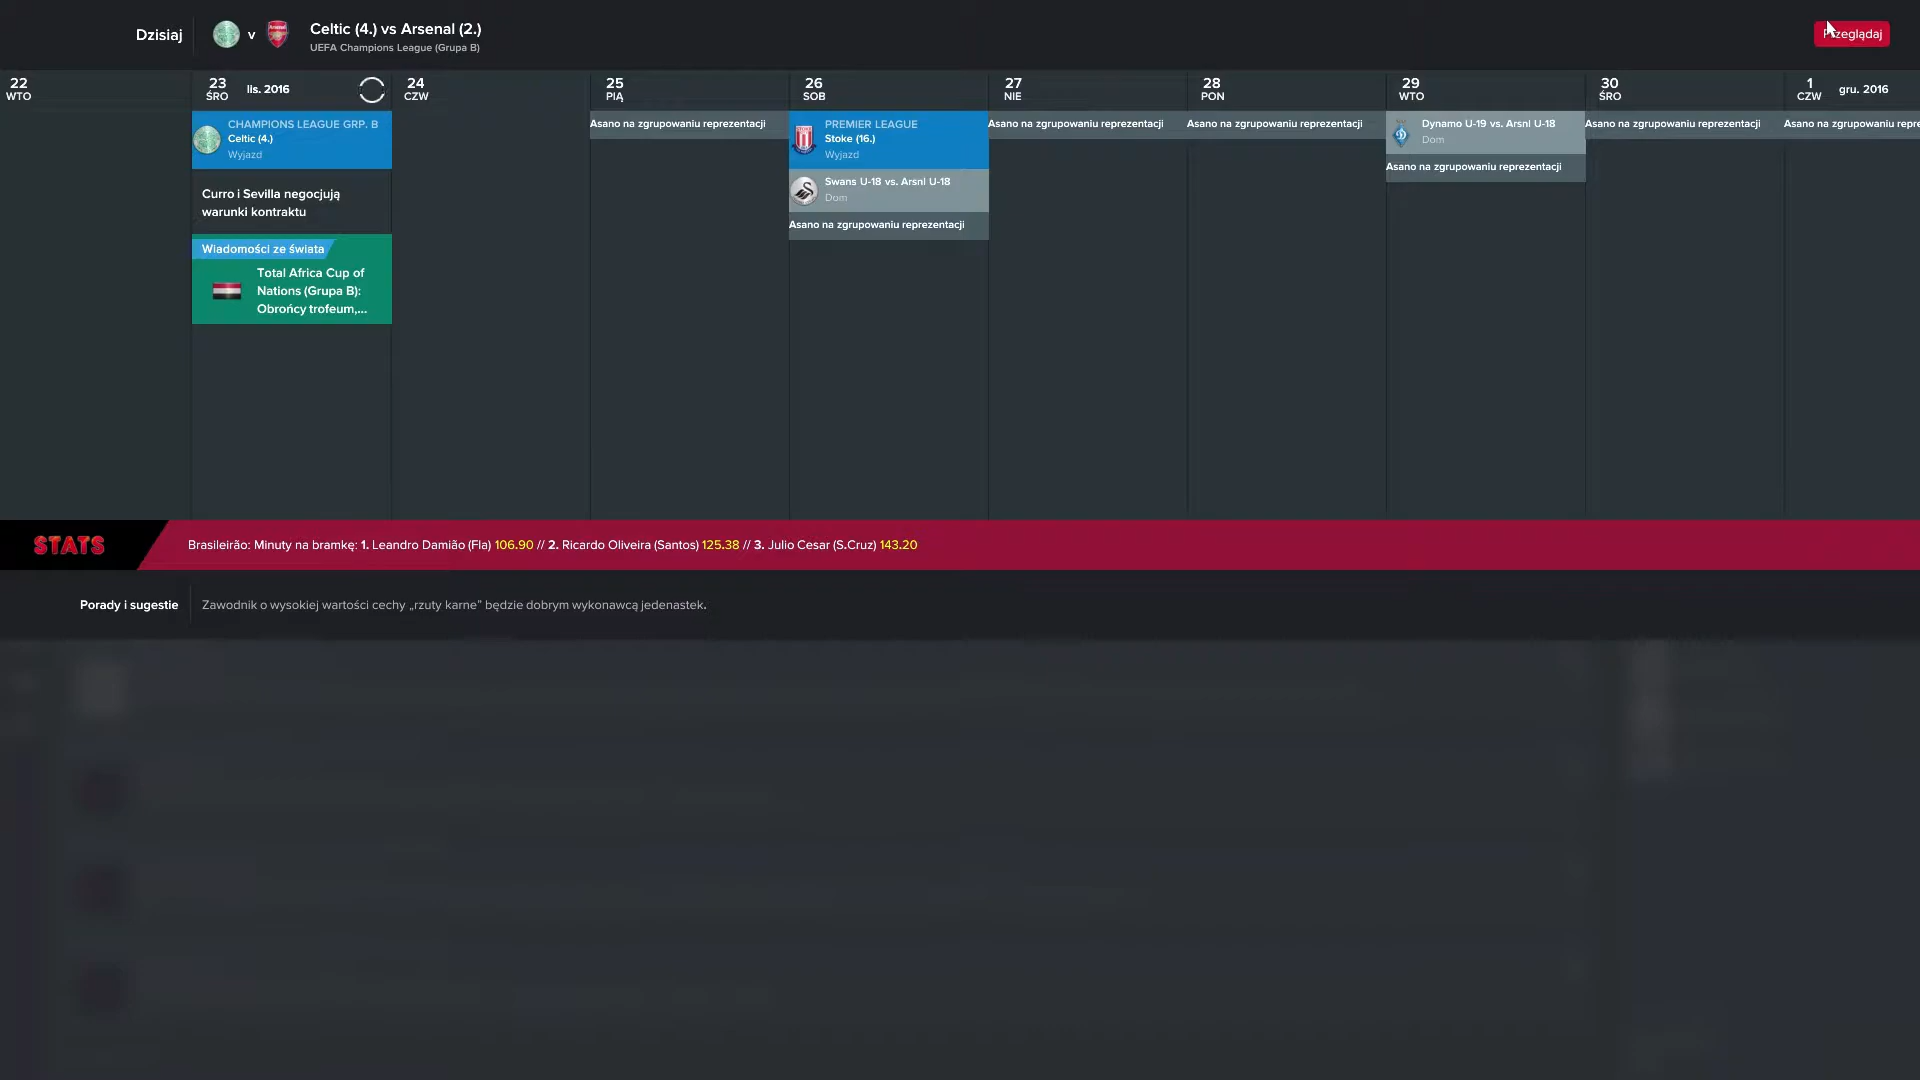 Dzisiaj
v
Celtic (4.) vs Arsenal (2.)
UEFA Champions League (Grupa B)
22
WTO
23
ŚRO
lis. 2016
24
CZW
25
PIĄ
26
SOB
27
NIE
28
PON
29
WTO
30
ŚRO
1
CZW
gru. 2016
CHAMPIONS LEAGUE GRP. B
Celtic (4.)
Wyjazd
Curro i Sevilla negocjują
warunki kontraktu
Wiadomości ze świata
Total Africa Cup of
Nations (Grupa B):
Obrońcy trofeum,...
Asano na zgrupowaniu reprezentacji
PREMIER LEAGUE
Stoke (16.)
Wyjazd
Swans U-18 vs. Arsnl U-18
Dom
Asano na zgrupowaniu reprezentacji
Asano na zgrupowaniu reprezentacji
Asano na zgrupowaniu reprezentacji
Dynamo U-19 vs. Arsnl U-18
Dom
Asano na zgrupowaniu reprezentacji
Asano na zgrupowaniu reprezentacji
Asano na zgrupowaniu repre
STATS
Brasileirão: Minuty na bramkę: 1. Leandro Damião (Fla) 106.90 // 2. Ricardo Oliveira (Santos) 125.38 // 3. Julio Cesar (S.Cruz) 143.20
Porady i sugestie
Zawodnik o wysokiej wartości cechy „rzuty karne” będzie dobrym wykonawcą jedenastek.